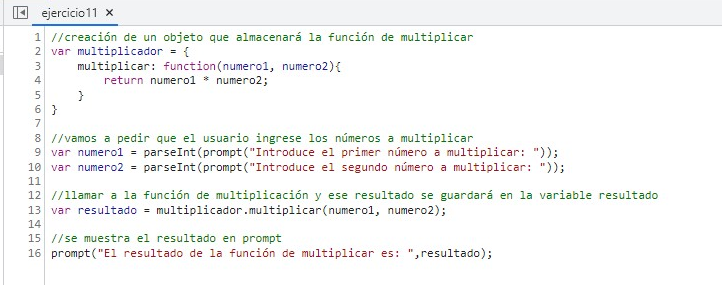 ejercicio11 ×
1 //creación de un objeto que almacenará la función de multiplicar
2 var multiplicador = {
3     multiplicar: function(numero1, numero2){
4         return numero1 * numero2;
5     }
6 }
7
8 //vamos a pedir que el usuario ingrese los números a multiplicar
9 var numero1 = parseInt(prompt("Introduce el primer número a multiplicar: "));
10 var numero2 = parseInt(prompt("Introduce el segundo número a multiplicar: "));
11
12 //llamar a la función de multiplicación y ese resultado se guardará en la variable resultado
13 var resultado = multiplicador.multiplicar(numero1, numero2);
14
15 //se muestra el resultado en prompt
16 prompt("El resultado de la función de multiplicar es: ",resultado);